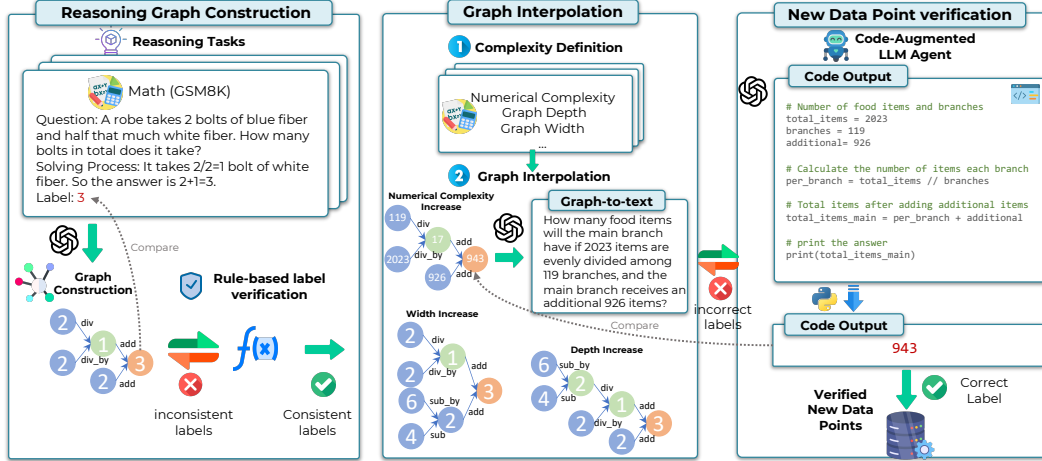 Reasoning Graph Construction
Reasoning Tasks
Math (GSM8K)
Question: A robe takes 2 bolts of blue fiber
and half that much white fiber. How many
bolts in total does it take?
Solving Process: It takes 2/2=1 bolt of white
fiber. So the answer is 2+1=3.
Label: 3
Compare
Graph
Construction
Rule-based label
verification
2
div
1
add
2
div_by
3
2
add
f(x)
inconsistent
labels
Consistent
labels
Graph Interpolation
1 Complexity Definition
Numerical Complexity
Graph Depth
Graph Width
...
2 Graph Interpolation
Numerical Complexity
Increase
119
div
17
add
2023
div_by
943
926
add
Graph-to-text
How many food items
will the main branch
have if 2023 items are
evenly divided among
119 branches, and the
main branch receives an
additional 926 items?
incorrect
labels
Compare
Width Increase
2
div
1
add
2
div_by
3
6
sub_by
add
2
4
sub
Depth Increase
6
sub_by
2
div
4
sub
1
add
2
div_by
3
2
add
New Data Point verification
Code-Augmented
LLM Agent
Code Output
# Number of food items and branches
total_items = 2023
branches = 119
additional= 926
# Calculate the number of items each branch
per_branch = total_items // branches
# Total items after adding additional items
total_items_main = per_branch + additional
# print the answer
print(total_items_main)
Code Output
943
Verified
New Data
Points
Correct
Label